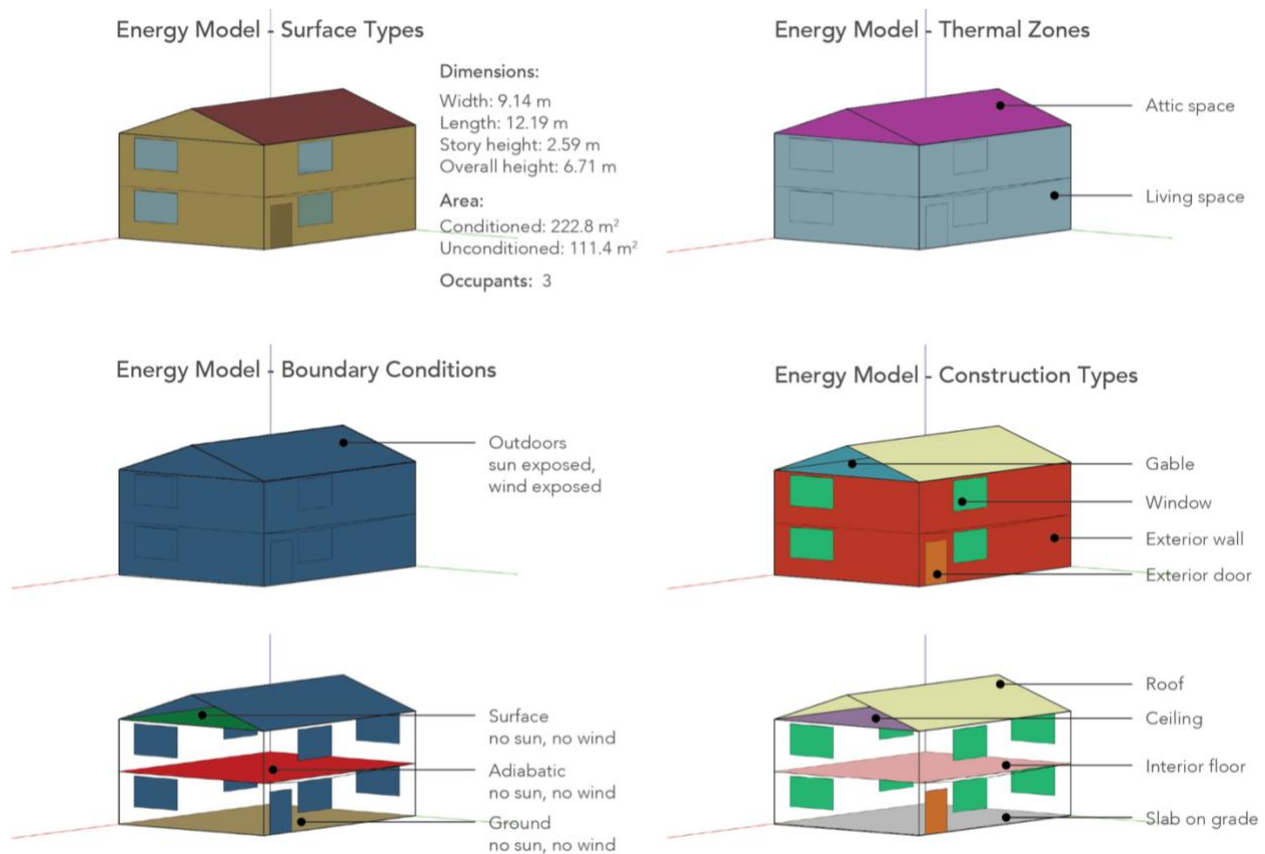 Energy Model - Surface Types
Dimensions:
Width: 9.14 m
Length: 12.19 m
Story height: 2.59 m
Overall height: 6.71 m
Area:
Conditioned: 222.8 m²
Unconditioned: 111.4 m²
Occupants: 3
Energy Model - Thermal Zones
Attic space
Living space
Energy Model - Boundary Conditions
Outdoors
sun exposed,
wind exposed
Surface
no sun, no wind
Adiabatic
no sun, no wind
Ground
no sun, no wind
Energy Model - Construction Types
Gable
Window
Exterior wall
Exterior door
Roof
Ceiling
Interior floor
Slab on grade